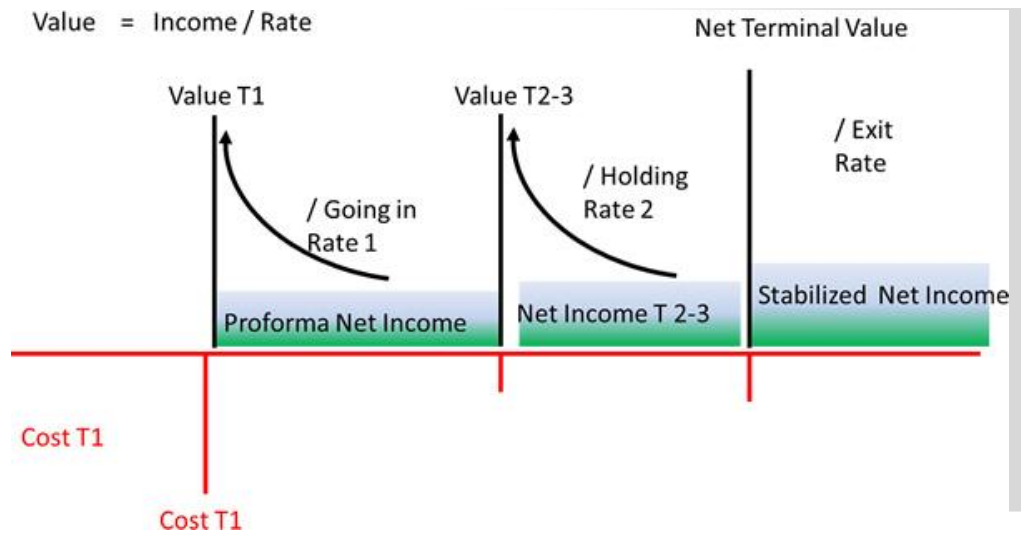 Value = Income / Rate
Net Terminal Value
Value T1
Value T2-3
/ Exit
Rate
/ Going in
Rate 1
/ Holding
Rate 2
Proforma Net Income
Net Income T 2-3
Stabilized Net Income
Cost T1
Cost T1